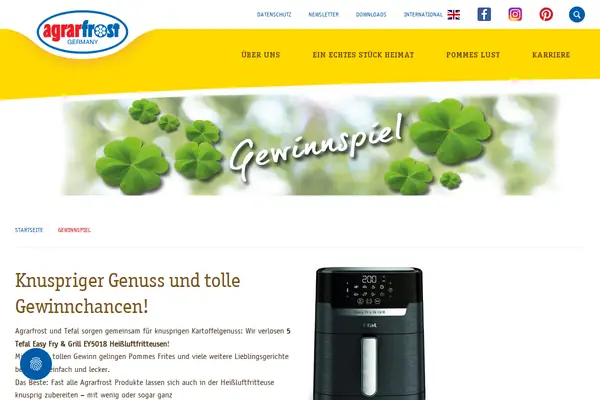 DATENSCHUTZ NEWSLETTER DOWNLOADS INTERNATIONAL
agrarfrost
GERMANY
ÜBER UNS EIN ECHTES STÜCK HEIMAT POMMES LUST KARRIERE
Gewinnspiel
STARTSEITE GEWINNSPIEL
Knuspriger Genuss und tolle
Gewinnchancen!
Agrarfrost und Tefal sorgen gemeinsam für knusprigen Kartoffelgenuss: Wir verlosen 5
Tefal Easy Fry & Grill EY5018 Heißluftfritteusen!
tollen Gewinn gelingen Pommes Frites und viele weitere Lieblingsgerichte
einfach und lecker.
Das Beste: Fast alle Agrarfrost Produkte lassen sich auch in der Heißluftfritteuse
knusprig zubereiten – mit wenig oder sogar ganz
200
Easy Fry & Grill
Tefal